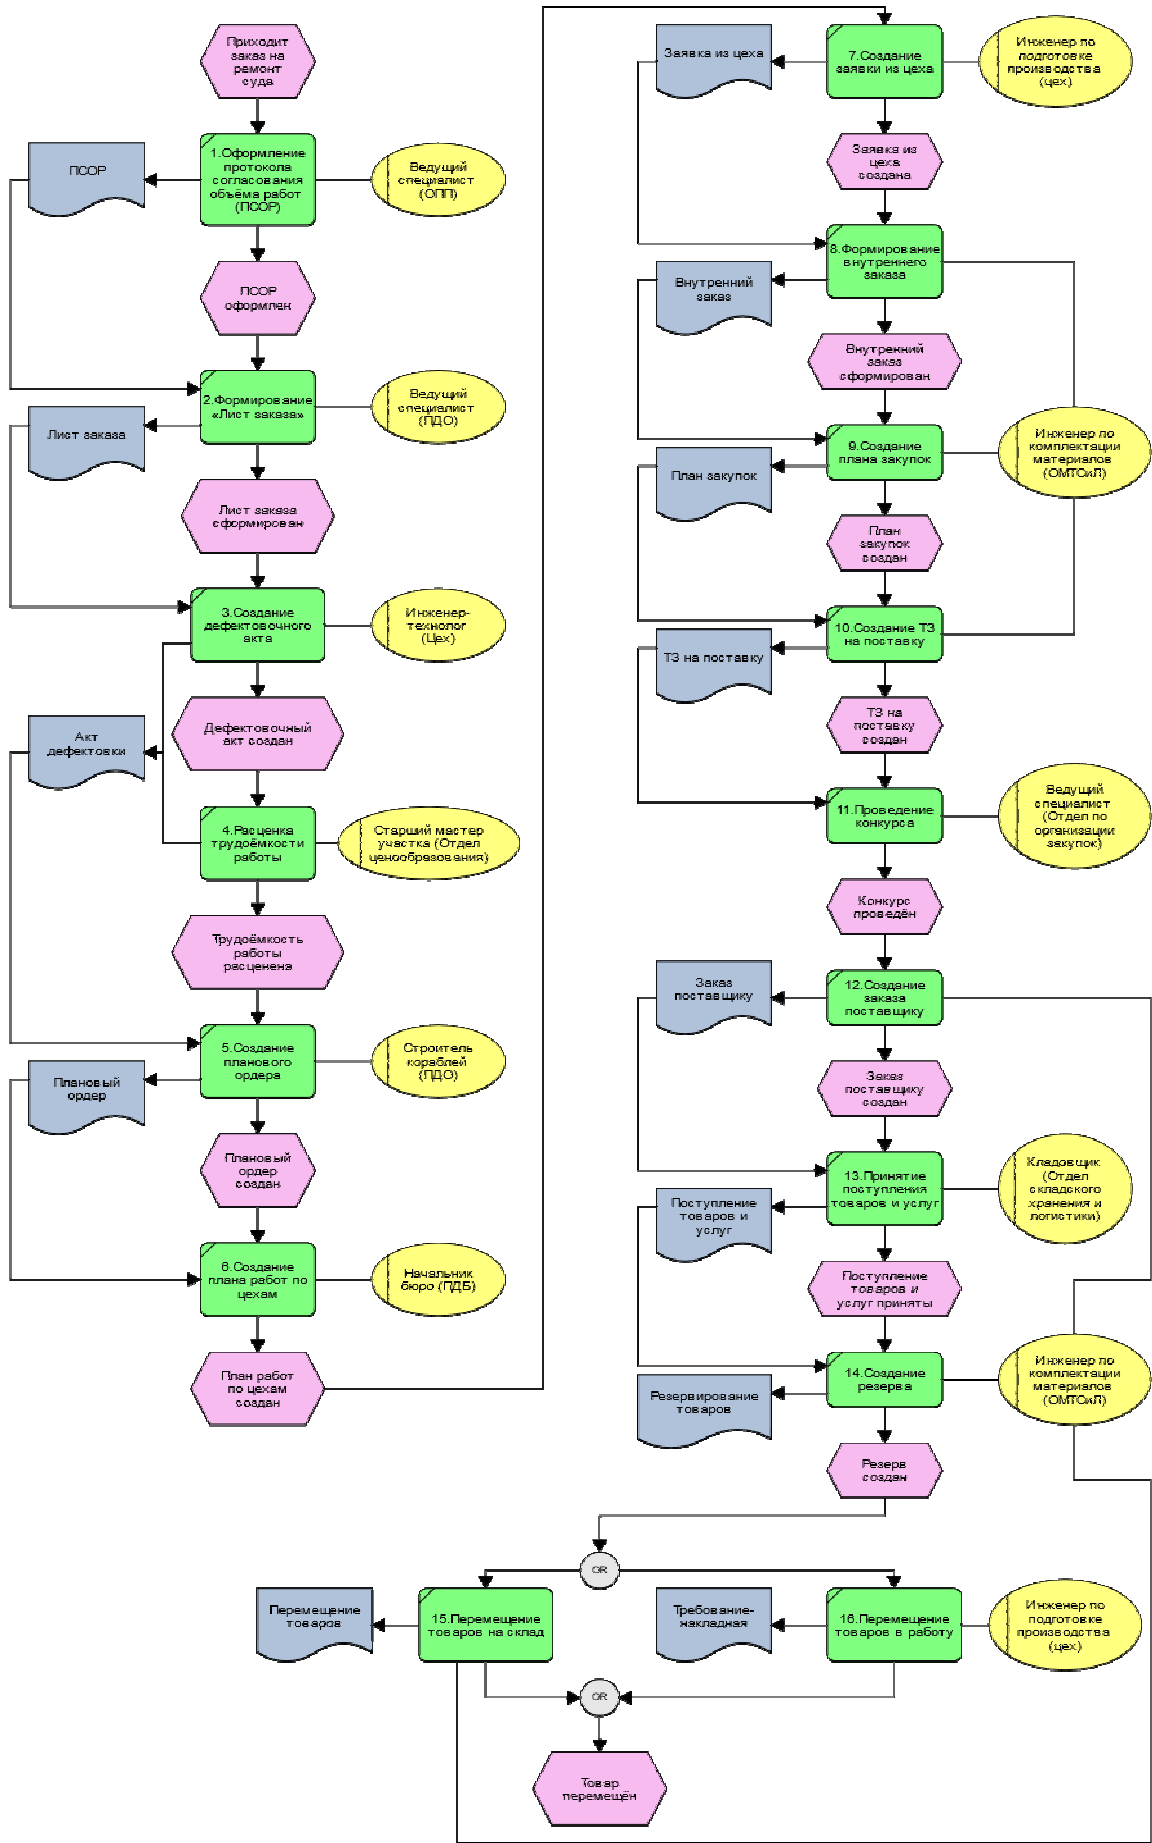 Приходит
заказ на
ремонт
суда
ПСОР
1.Оформление
протокола
согласования
объёма работ
(ПСОР)
Ведущий
специалист
(ОПП)
ПСОР
оформлен
2.Формирование
«Лист заказа»
Ведущий
специалист
(ПДО)
Лист заказа
Лист заказа
сформирован
3.Создание
дефектовочного
акта
Инженер-
технолог
(Цех)
Дефектовочный
акт создан
Акт
дефектовки
4.Расценка
трудоёмкости
работы
Старший мастер
участка (Отдел
ценообразования)
Трудоёмкость
работы
расценена
5.Создание
планового
ордера
Строитель
кораблей
(ПДО)
Плановый
ордер
Плановый
ордер
создан
6.Создание
плана работ по
цехам
Начальник
бюро (ПДБ)
План работ
по цехам
создан
Заявка из цеха
7.Создание
заявки из цеха
Инженер по
подготовке
производства
(цех)
Заявка из
цеха
создана
8.Формирование
внутреннего
заказа
Внутренний
заказ
Внутренний
заказ
сформирован
9.Создание
плана закупок
Инженер по
комплектации
материалов
(ОМТСиЛ)
План закупок
План
закупок
создан
10.Создание ТЗ
на поставку
ТЗ на поставку
ТЗ на
поставку
создан
11.Проведение
конкурса
Ведущий
специалист
(Отдел по
организации
закупок)
Конкурс
проведён
Заказ
поставщику
12.Создание
заказа
поставщику
Заказ
поставщику
создан
13.Принятие
поступления
товаров и услуг
Кладовщик
(Отдел
складского
хранения и
логистики)
Поступление
товаров и
услуг
Поступление
товаров и
услуг приняты
14.Создание
резерва
Инженер по
комплектации
материалов
(ОМТСиЛ)
Резервирование
товаров
Резерв
создан
OR
Перемещение
товаров
15.Перемещение
товаров на склад
Требование-
накладная
16.Перемещение
товаров в работу
Инженер по
подготовке
производства
(цех)
OR
Товар
перемещён